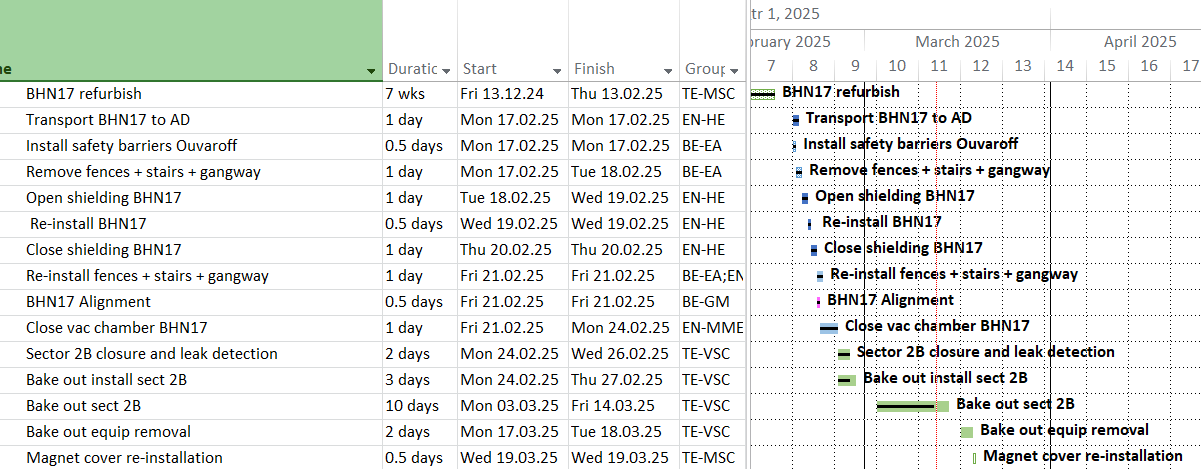 tr 1, 2025
ruary 2025 March 2025 April 2025
ne Duratic Start Finish Group 7 8 9 10 11 12 13 14 15 16 17
BHN17 refurbish 7 wks Fri 13.12.24 Thu 13.02.25 TE-MSC BHN17 refurbish
Transport BHN17 to AD 1 day Mon 17.02.25 Mon 17.02.25 EN-HE Transport BHN17 to AD
Install safety barriers Ouvaroff 0.5 days Mon 17.02.25 Mon 17.02.25 BE-EA Install safety barriers Ouvaroff
Remove fences + stairs + gangway 1 day Mon 17.02.25 Tue 18.02.25 BE-EA Remove fences + stairs + gangway
Open shielding BHN17 1 day Tue 18.02.25 Wed 19.02.25 EN-HE Open shielding BHN17
Re-install BHN17 0.5 days Wed 19.02.25 Wed 19.02.25 EN-HE Re-install BHN17
Close shielding BHN17 1 day Thu 20.02.25 Thu 20.02.25 EN-HE Close shielding BHN17
Re-install fences + stairs + gangway 1 day Fri 21.02.25 Fri 21.02.25 BE-EA;EN Re-install fences + stairs + gangway
BHN17 Alignment 0.5 days Fri 21.02.25 Fri 21.02.25 BE-GM BHN17 Alignment
Close vac chamber BHN17 1 day Fri 21.02.25 Mon 24.02.25 EN-MME Close vac chamber BHN17
Sector 2B closure and leak detection 2 days Mon 24.02.25 Wed 26.02.25 TE-VSC Sector 2B closure and leak detection
Bake out install sect 2B 3 days Mon 24.02.25 Thu 27.02.25 TE-VSC Bake out install sect 2B
Bake out sect 2B 10 days Mon 03.03.25 Fri 14.03.25 TE-VSC Bake out sect 2B
Bake out equip removal 2 days Mon 17.03.25 Tue 18.03.25 TE-VSC Bake out equip removal
Magnet cover re-installation 0.5 days Wed 19.03.25 Wed 19.03.25 TE-MSC Magnet cover re-installation